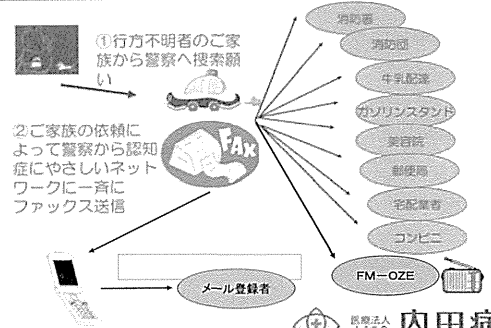 ①行方不明者のご家
族から警察へ捜索願
い
②ご家族の依頼に
よって警察から認知
症にやさしいネット
ワークに一斉に
ファックス送信
FAX
消防署
消防団
牛乳配達
ガソリンスタンド
美容院
郵便局
宅配業者
コンビニ
FM－OZE
メール登録者
医療法人
内田病